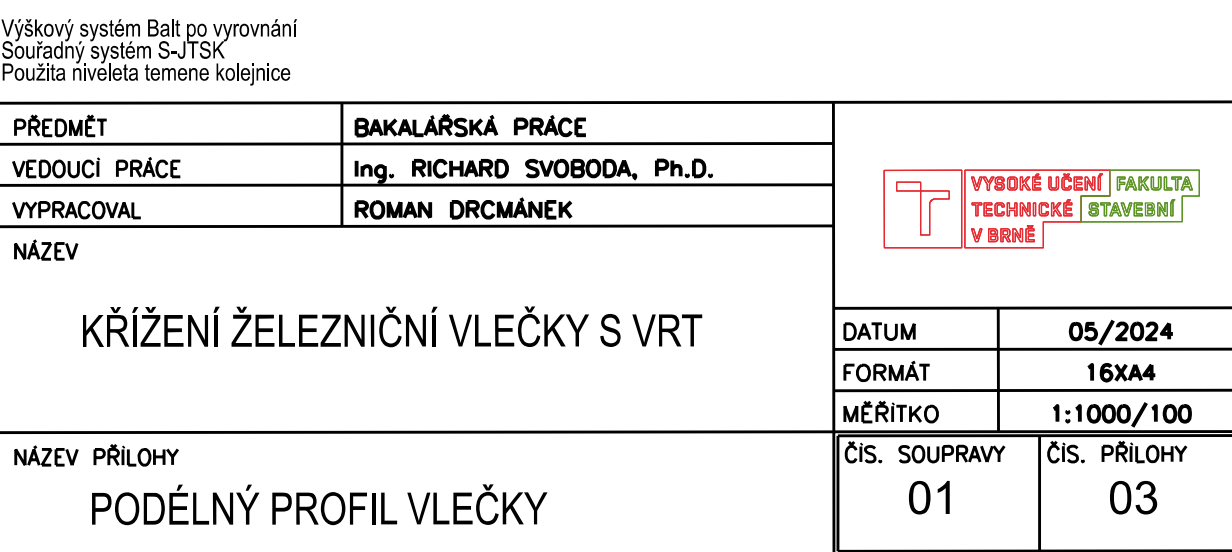 Výškový systém Balt po vyrovnání
Souřadný systém S-JTSK
Použita niveleta temene kolejnice
PŘEDMĚT BAKALÁŘSKÁ PRÁCE
VEDOUCÍ PRÁCE Ing. RICHARD SVOBODA, Ph.D.
VYPRACOVAL ROMAN DRCMÁNEK
VYSOKÉ UČENÍ FAKULTA
TECHNICKÉ STAVEBNÍ
V BRNĚ
NÁZEV
KŘÍŽENÍ ŽELEZNIČNÍ VLEČKY S VRT
DATUM 05/2024
FORMÁT 16XA4
MĚŘÍTKO 1:1000/100
NÁZEV PŘÍLOHY
PODÉLNÝ PROFIL VLEČKY
ČÍS. SOUPRAVY ČÍS. PŘÍLOHY
01 03